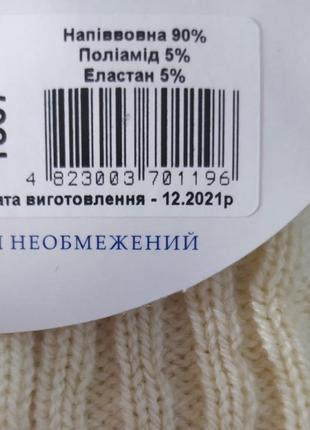 Напіввовна 90%
Поліамід 5%
Еластан 5%
4 823003 701196
ата виготовлення - 12.2021р
НЕОБМЕЖЕНИЙ